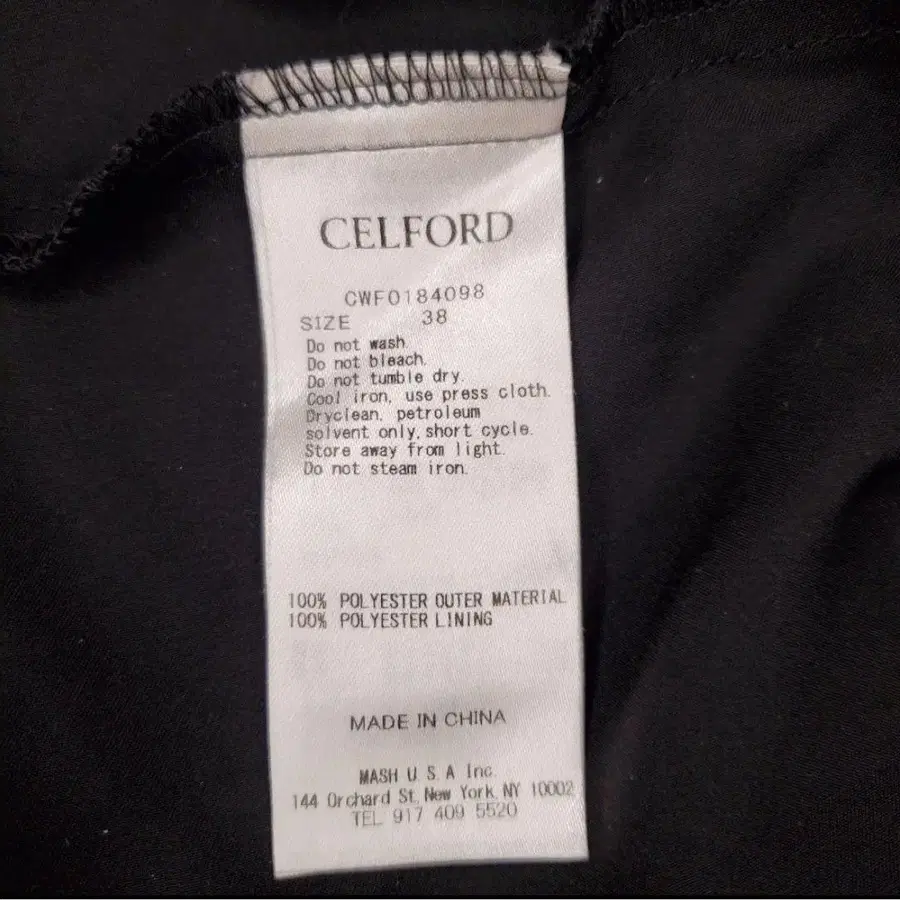 CELFORD
CWF0184098
SIZE 38
Do not wash.
Do not bleach.
Do not tumble dry.
Cool iron, use press cloth.
Dryclean, petroleum
solvent only, short cycle.
Store away from light.
Do not steam iron.
100% POLYESTER OUTER MATERIAL
100% POLYESTER LINING
MADE IN CHINA
MASH U.S.A Inc.
144 Orchard St, New York, NY 10002
TEL 917 409 5520